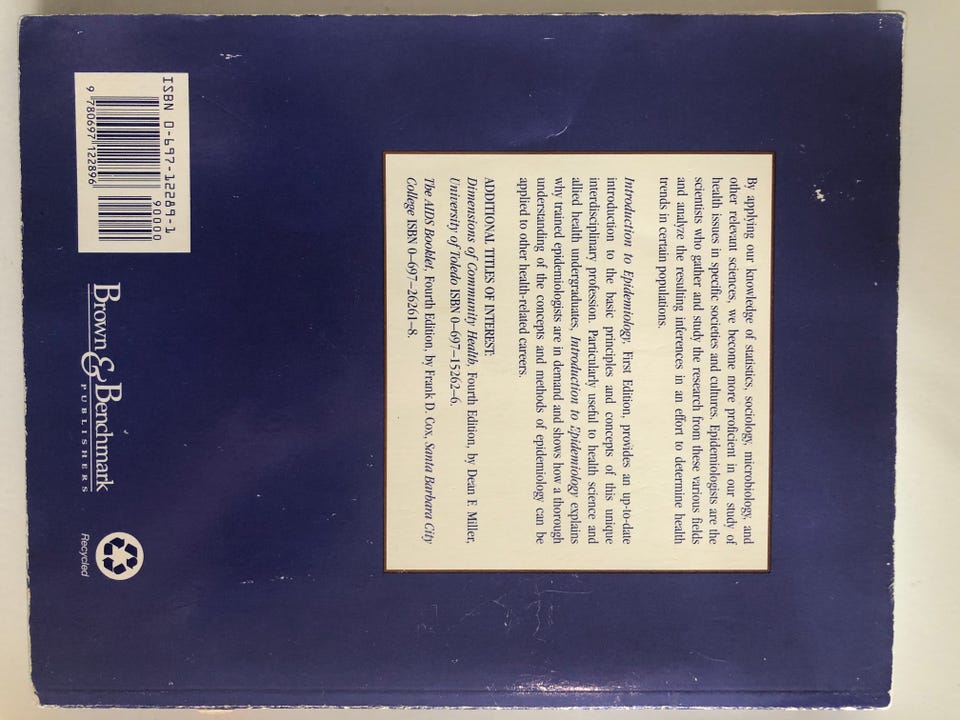 By applying our knowledge of statistics, sociology, microbiology, and
other relevant sciences, we become more proficient in our study of
health issues in specific societies and cultures. Epidemiologists are the
scientists who gather and study the research from these various fields
and analyze the resulting inferences in an effort to determine health
trends in certain populations.
Introduction to Epidemiology, First Edition, provides an up-to-date
introduction to the basic principles and concepts of this unique
interdisciplinary profession. Particularly useful to health science and
allied health undergraduates, Introduction to Epidemiology explains
why trained epidemiologists are in demand and shows how a thorough
understanding of the concepts and methods of epidemiology can be
applied to other health-related careers.
ADDITIONAL TITLES OF INTEREST:
Dimensions of Community Health, Fourth Edition, by Dean F. Miller,
University of Toledo ISBN 0-697-15262-6.
The AIDS Booklet, Fourth Edition, by Frank D. Cox, Santa Barbara City
College ISBN 0-697-26261-8.
ISBN 0-697-12289-1
90000
9 780697 122896
Brown & Benchmark
PUBLISHERS
Recycled